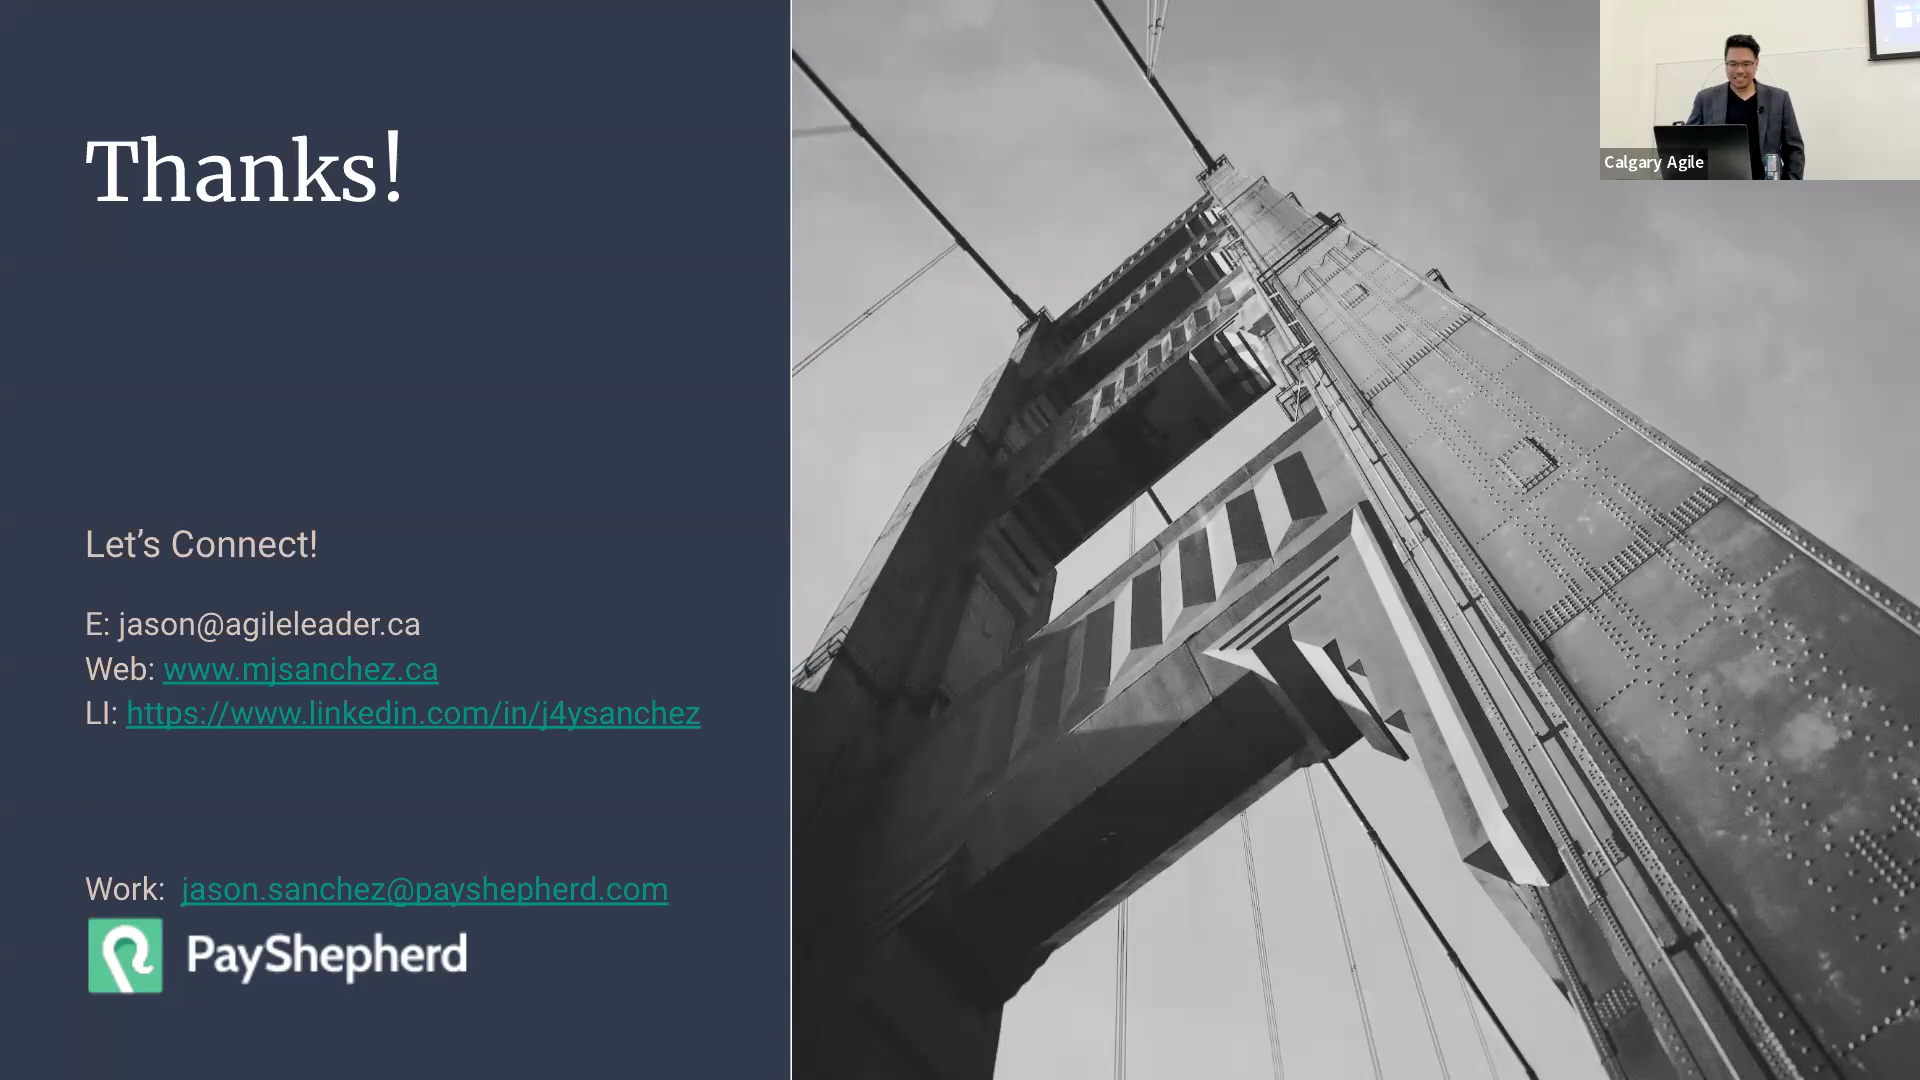 Thanks!
Let’s Connect!
E: jason@agileleader.ca
Web: www.mjsanchez.ca
LI: https://www.linkedin.com/in/j4ysanchez
Work: jason.sanchez@payshepherd.com
PayShepherd
Calgary Agile